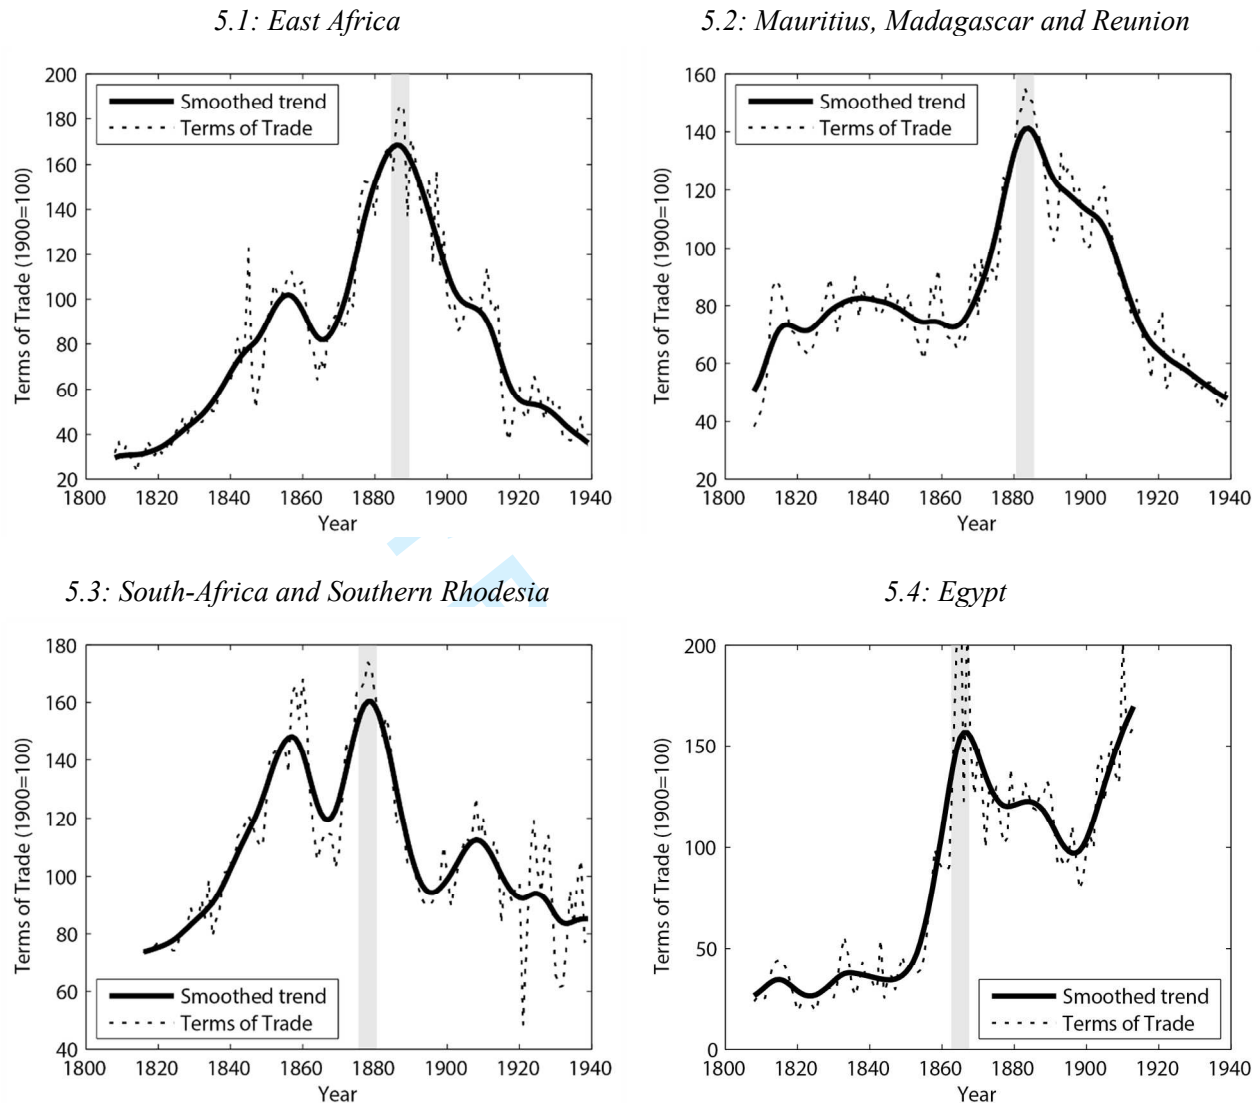 5.1: East Africa
200
180
160
140
120
100
80
60
40
20
1800 1820 1840 1860 1880 1900 1920 1940
Year
Terms of Trade (1900=100)
Smoothed trend
Terms of Trade
5.2: Mauritius, Madagascar and Reunion
160
140
120
100
80
60
40
20
1800 1820 1840 1860 1880 1900 1920 1940
Year
Terms of Trade (1900=100)
Smoothed trend
Terms of Trade
5.3: South-Africa and Southern Rhodesia
180
160
140
120
100
80
60
40
1800 1820 1840 1860 1880 1900 1920 1940
Year
Terms of Trade (1900=100)
Smoothed trend
Terms of Trade
5.4: Egypt
200
150
100
50
0
1800 1820 1840 1860 1880 1900 1920 1940
Year
Terms of Trade (1900=100)
Smoothed trend
Terms of Trade